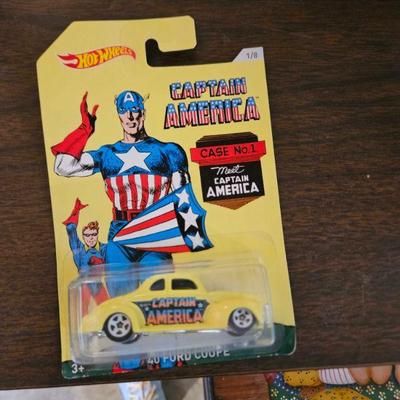 HOT WHEELS
1/8
CAPTAIN
AMERICA
A
CASE No.1
Meet
CAPTAIN
AMERICA
CAPTAIN
AMERICA
'40 FORD COUPE
3+